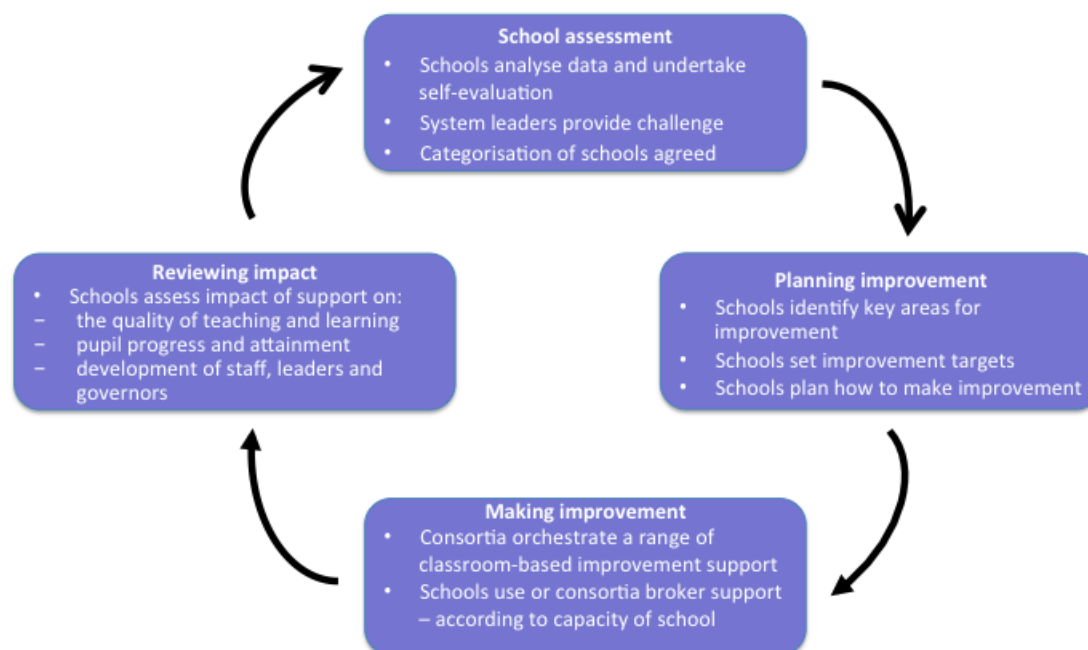 School assessment
• Schools analyse data and undertake
self-evaluation
• System leaders provide challenge
• Categorisation of schools agreed
Planning improvement
• Schools identify key areas for
improvement
• Schools set improvement targets
• Schools plan how to make improvement
Making improvement
• Consortia orchestrate a range of
classroom-based improvement support
• Schools use or consortia broker support
– according to capacity of school
Reviewing impact
• Schools assess impact of support on:
– the quality of teaching and learning
– pupil progress and attainment
– development of staff, leaders and
governors